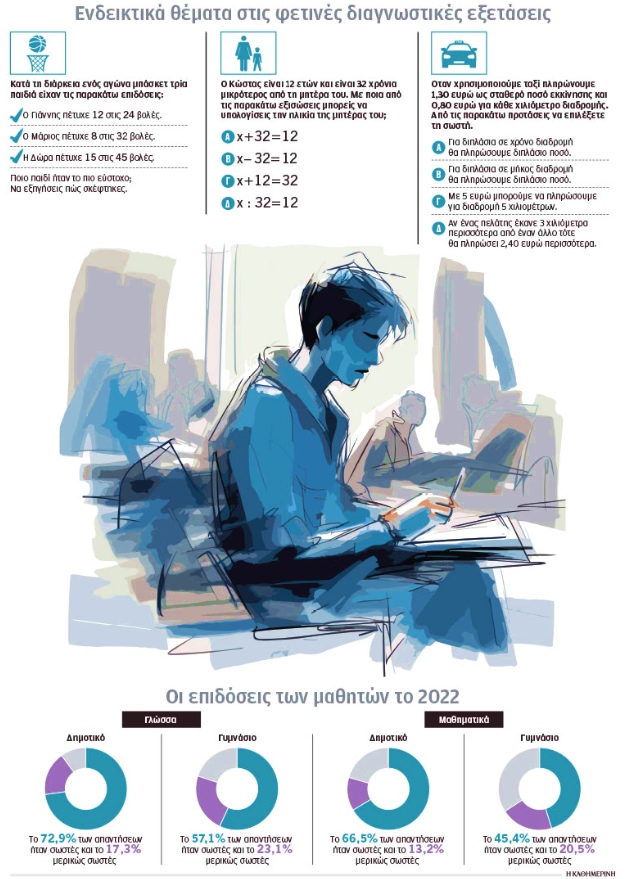 Ενδεικτικά θέματα στις φετινές διαγνωστικές εξετάσεις
Κατά τη διάρκεια ενός αγώνα μπάσκετ τρία
παιδιά είχαν τις παρακάτω επιδόσεις:
Ο Γιάννης πέτυχε 12 στις 24 βολές.
Ο Μάριος πέτυχε 8 στις 32 βολές.
Η Δώρα πέτυχε 15 στις 45 βολές.
Ποιο παιδί ήταν το πιο εύστοχο;
Να εξηγήσεις πώς σκέφτηκες.
Ο Κώστας είναι 12 ετών και είναι 32 χρόνια
μικρότερος από τη μητέρα του. Με ποια από
τις παρακάτω εξισώσεις μπορείς να
υπολογίσεις την ηλικία της μητέρας του;
Α x+32=12
Β x–32=12
Γ x+12=32
Δ x : 32=12
Οταν χρησιμοποιούμε ταξί πληρώνουμε
1,30 ευρώ ως σταθερό ποσό εκκίνησης και
0,80 ευρώ για κάθε χιλιόμετρο διαδρομής.
Από τις παρακάτω προτάσεις να επιλέξετε
τη σωστή.
Α Για διπλάσια σε χρόνο διαδρομή
θα πληρώσουμε διπλάσιο ποσό.
Β Για διπλάσια σε μήκος διαδρομή
θα πληρώσουμε διπλάσιο ποσό.
Γ Με 5 ευρώ μπορούμε να πληρώσουμε
για διαδρομή 5 χιλιομέτρων.
Δ Αν ένας πελάτης έκανε 3 χιλιόμετρα
περισσότερα από έναν άλλο τότε
θα πληρώσει 2,40 ευρώ περισσότερα.
Οι επιδόσεις των μαθητών το 2022
Γλώσσα
Δημοτικό
Το 72,9% των απαντήσεων
ήταν σωστές και το 17,3%
μερικώς σωστές
Γυμνάσιο
Το 57,1% των απαντήσεων
ήταν σωστές και το 23,1%
μερικώς σωστές
Μαθηματικά
Δημοτικό
Το 66,5% των απαντήσεων
ήταν σωστές και το 13,2%
μερικώς σωστές
Γυμνάσιο
Το 45,4% των απαντήσεων
ήταν σωστές και το 20,5%
μερικώς σωστές
Η ΚΑΘΗΜΕΡΙΝΗ